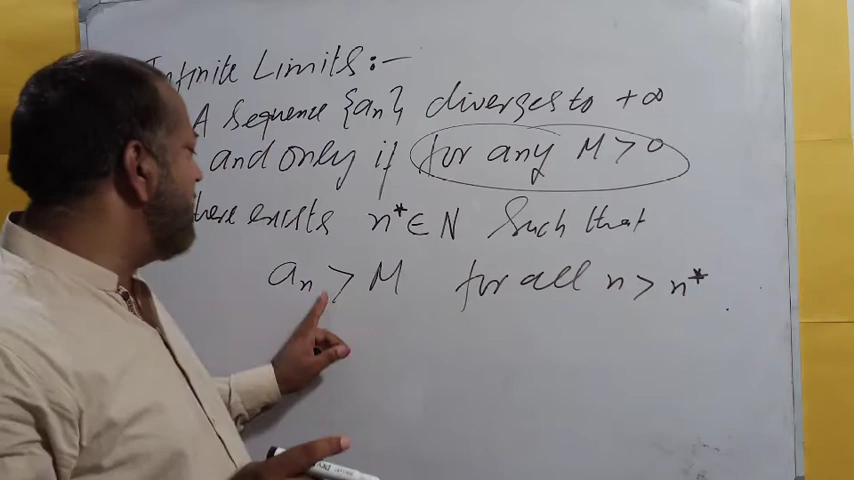 Infinite Limits:-
A Sequence {an} diverges to +∞
and only if for any M>0
there exists n*∈N Such that
an > M for all n > n*